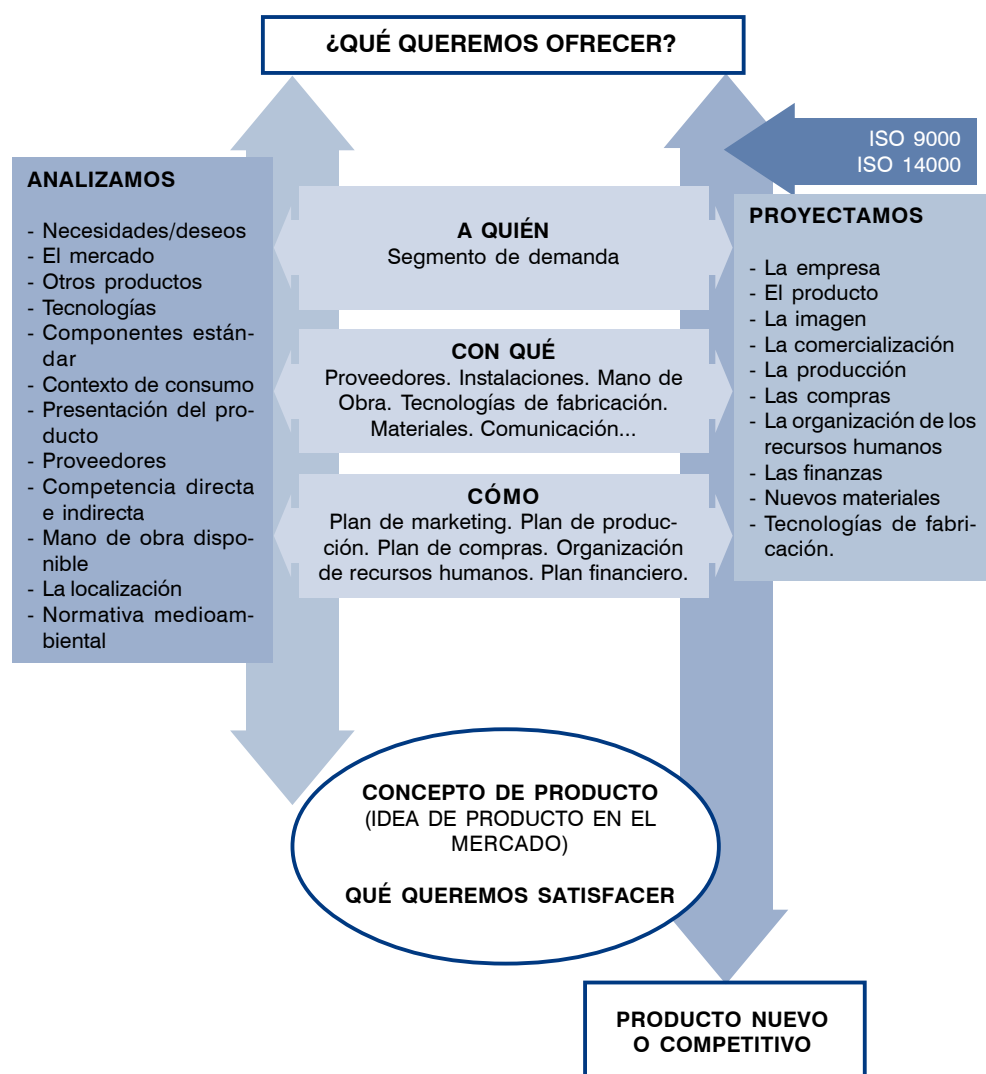 ¿QUÉ QUEREMOS OFRECER?
ISO 9000
ISO 14000
ANALIZAMOS
- Necesidades/deseos
- El mercado
- Otros productos
- Tecnologías
- Componentes están-
dar
- Contexto de consumo
- Presentación del pro-
ducto
- Proveedores
- Competencia directa
e indirecta
- Mano de obra dispo-
nible
- La localización
- Normativa medioam-
biental
A QUIÉN
Segmento de demanda
CON QUÉ
Proveedores. Instalaciones. Mano de
Obra. Tecnologías de fabricación.
Materiales. Comunicación...
CÓMO
Plan de marketing. Plan de produc-
ción. Plan de compras. Organización
de recursos humanos. Plan financiero.
PROYECTAMOS
- La empresa
- El producto
- La imagen
- La comercialización
- La producción
- Las compras
- La organización de los
recursos humanos
- Las finanzas
- Nuevos materiales
- Tecnologías de fabri-
cación.
CONCEPTO DE PRODUCTO
(IDEA DE PRODUCTO EN EL
MERCADO)
QUÉ QUEREMOS SATISFACER
PRODUCTO NUEVO
O COMPETITIVO